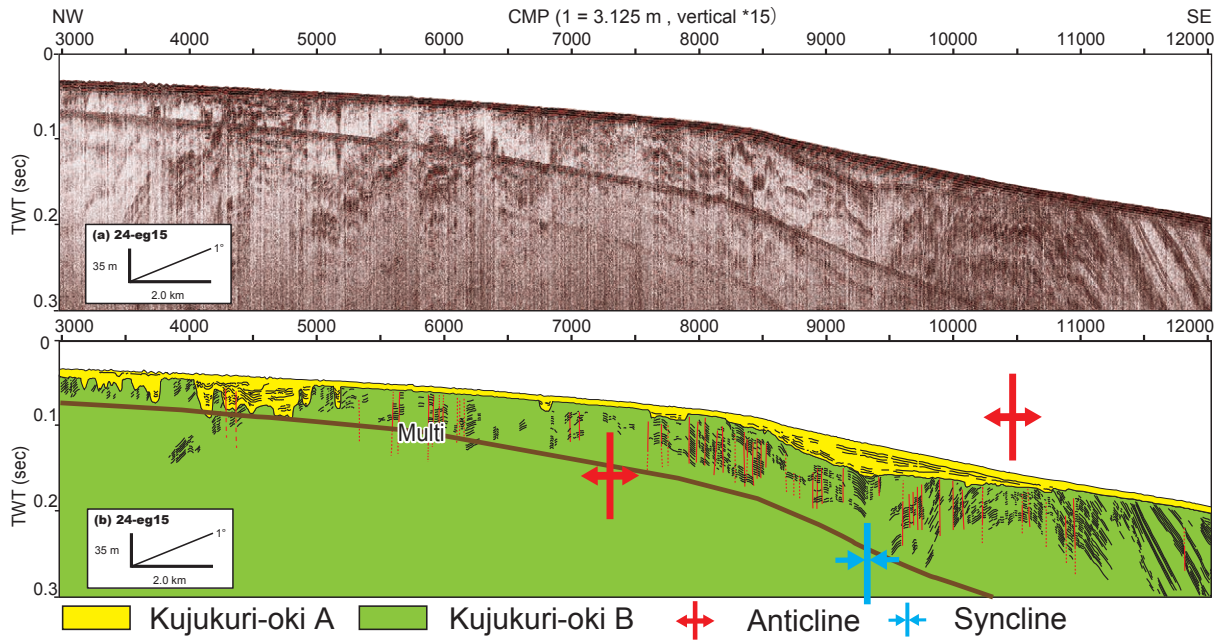 NW CMP (1 = 3.125 m , vertical *15) SE
3000 4000 5000 6000 7000 8000 9000 10000 11000 12000
0
0.1
0.2
0.3
TWT (sec)
(a) 24-eg15
35 m
1°
2.0 km
3000 4000 5000 6000 7000 8000 9000 10000 11000 12000
0
0.1
0.2
0.3
TWT (sec)
Multi
(b) 24-eg15
35 m
1°
2.0 km
Kujukuri-oki A Kujukuri-oki B Anticline Syncline